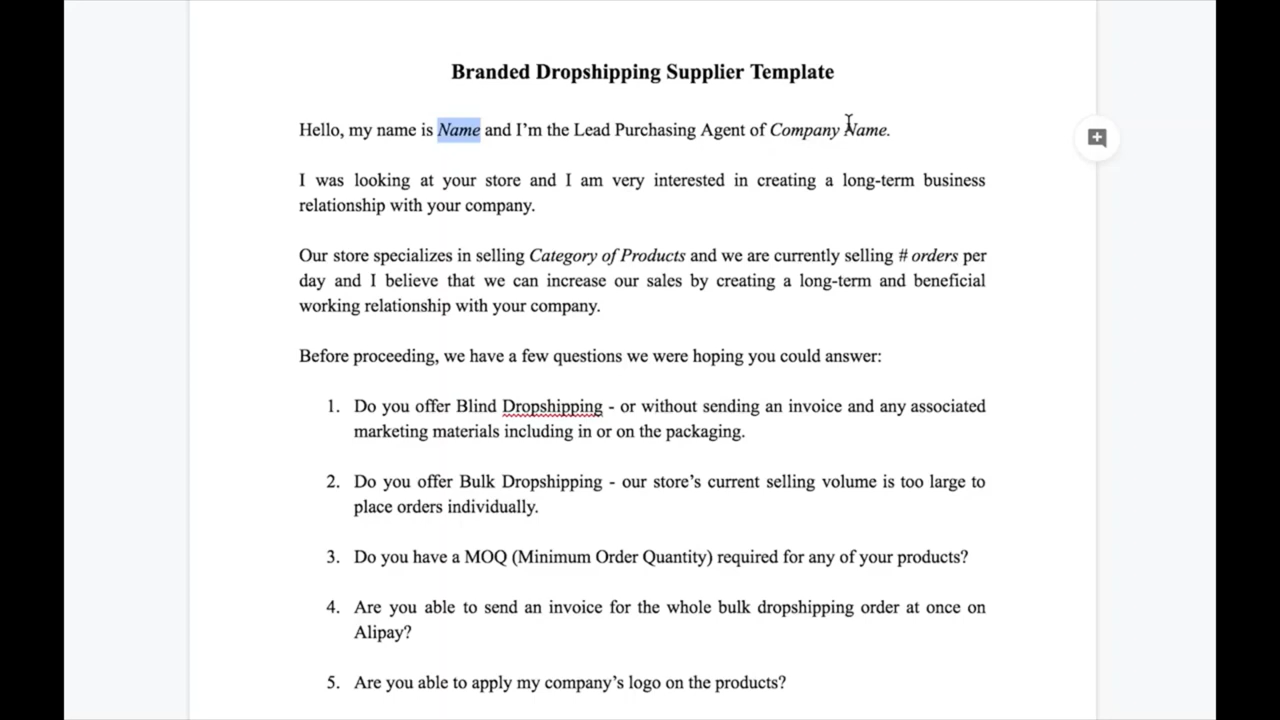 Branded Dropshipping Supplier Template
Hello, my name is Name and I’m the Lead Purchasing Agent of Company Name.
I was looking at your store and I am very interested in creating a long-term business
relationship with your company.
Our store specializes in selling Category of Products and we are currently selling # orders per
day and I believe that we can increase our sales by creating a long-term and beneficial
working relationship with your company.
Before proceeding, we have a few questions we were hoping you could answer:
1. Do you offer Blind Dropshipping - or without sending an invoice and any associated
marketing materials including in or on the packaging.
2. Do you offer Bulk Dropshipping - our store’s current selling volume is too large to
place orders individually.
3. Do you have a MOQ (Minimum Order Quantity) required for any of your products?
4. Are you able to send an invoice for the whole bulk dropshipping order at once on
Alipay?
5. Are you able to apply my company’s logo on the products?